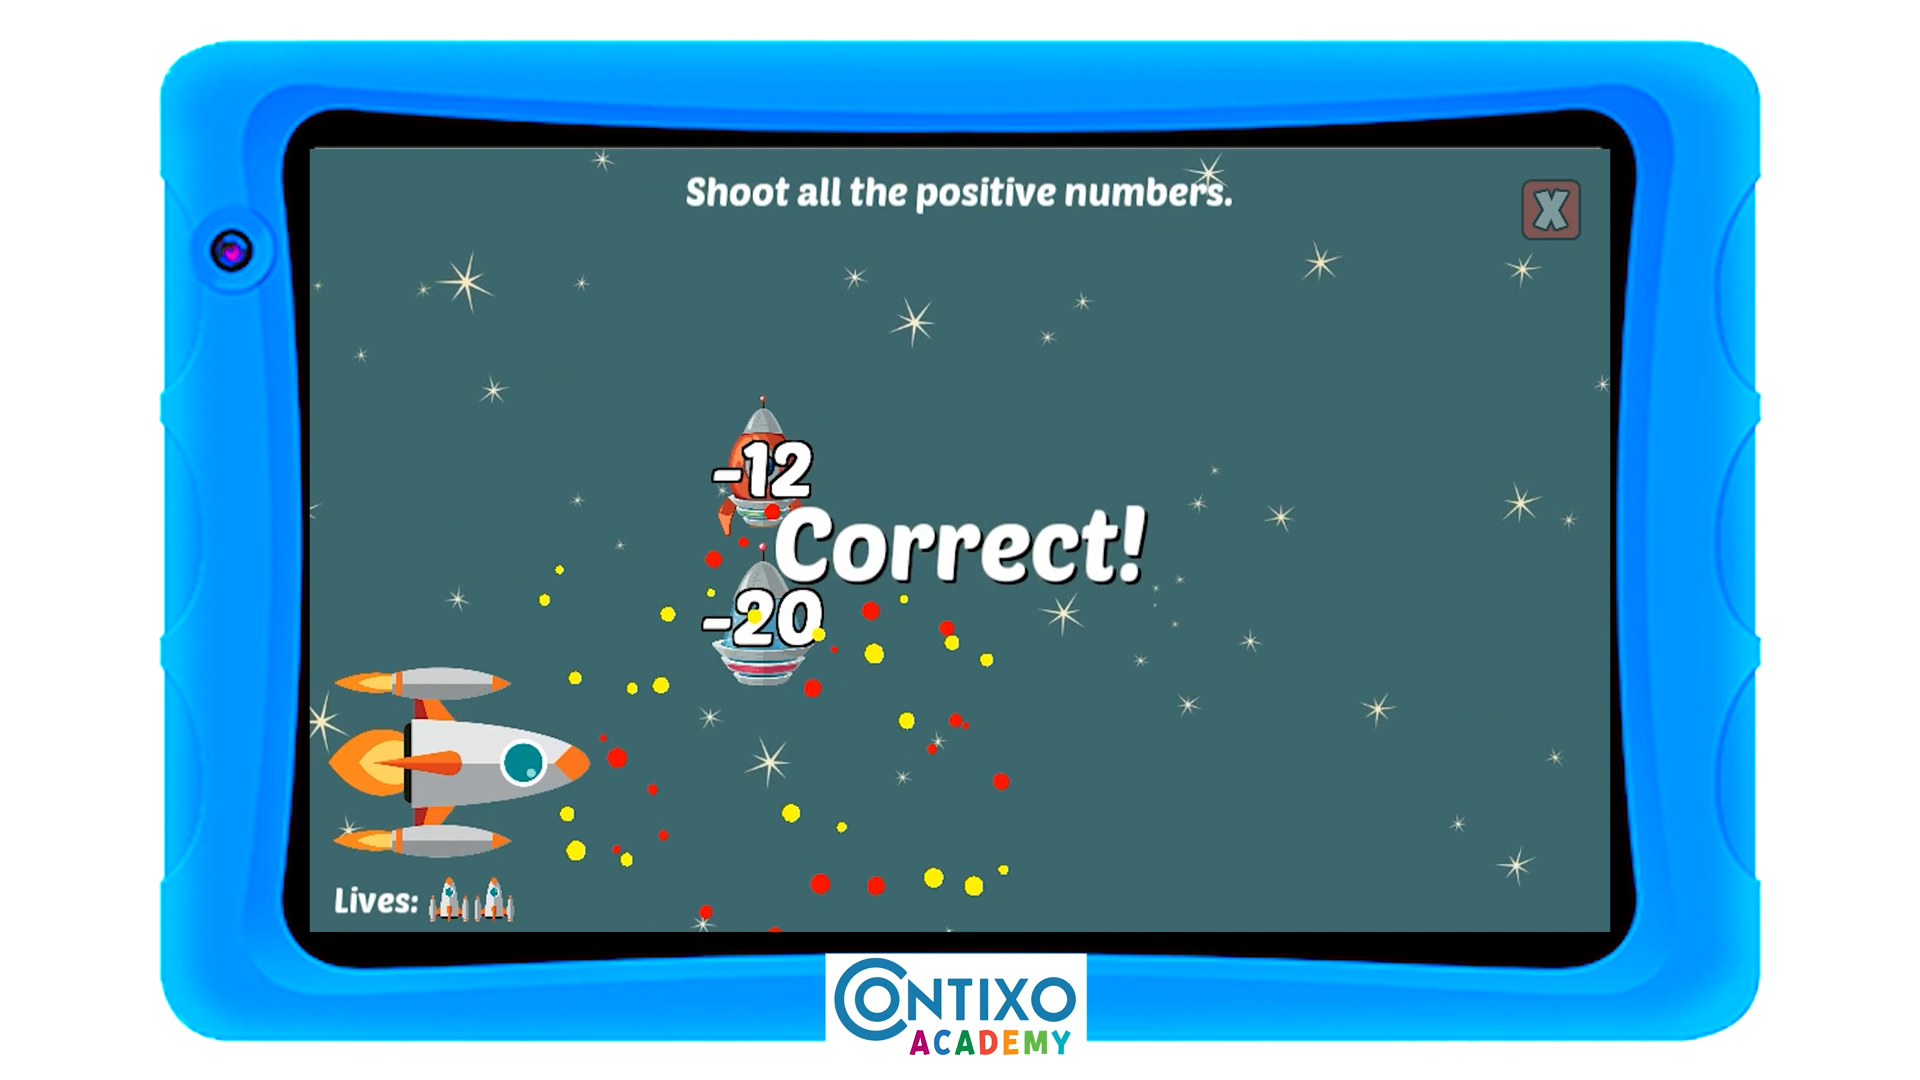 Shoot all the positive numbers.
X
-12
Correct!
-20
Lives:
CONTIXO
ACADEMY